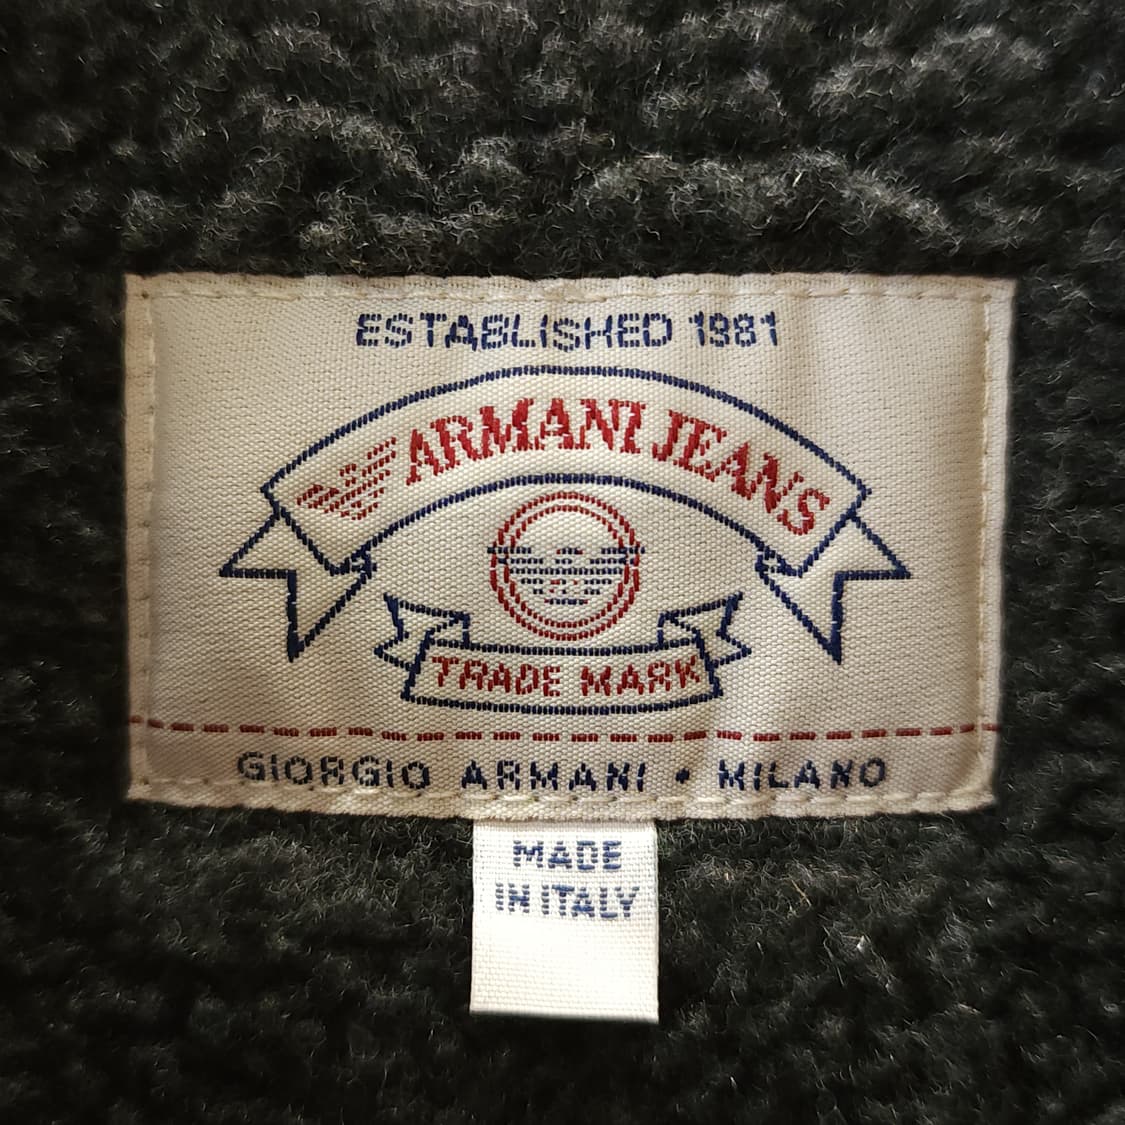 ESTABLISHED 1981
ARMANI JEANS
TRADE MARK
GIORGIO ARMANI • MILANO
MADE
IN ITALY